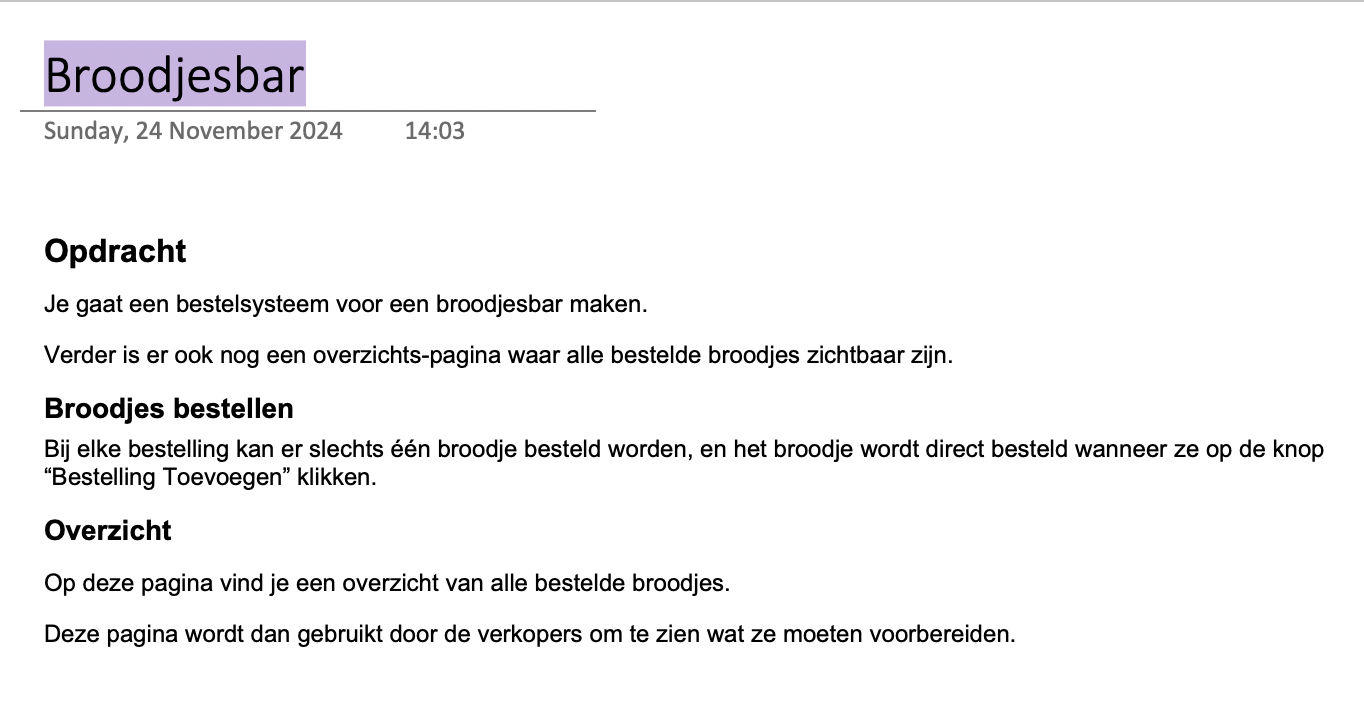 Broodjesbar
Sunday, 24 November 2024 14:03
Opdracht
Je gaat een bestelsysteem voor een broodjesbar maken.
Verder is er ook nog een overzichts-pagina waar alle bestelde broodjes zichtbaar zijn.
Broodjes bestellen
Bij elke bestelling kan er slechts één broodje besteld worden, en het broodje wordt direct besteld wanneer ze op de knop
“Bestelling Toevoegen” klikken.
Overzicht
Op deze pagina vind je een overzicht van alle bestelde broodjes.
Deze pagina wordt dan gebruikt door de verkopers om te zien wat ze moeten voorbereiden.